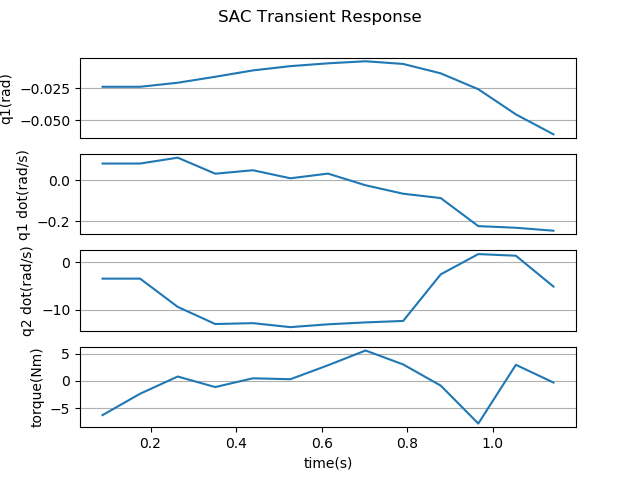 SAC Transient Response
q1(rad)
−0.025
−0.050
q1 dot(rad/s)
0.0
−0.2
q2 dot(rad/s)
0
−10
torque(Nm)
5
0
−5
0.2 0.4 0.6 0.8 1.0
time(s)